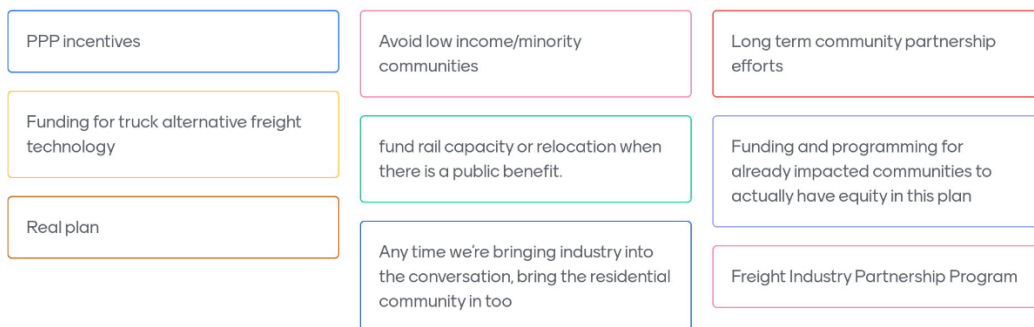 PPP incentives
Funding for truck alternative freight
technology
Real plan
Avoid low income/minority
communities
fund rail capacity or relocation when
there is a public benefit.
Any time we're bringing industry into
the conversation, bring the residential
community in too
Long term community partnership
efforts
Funding and programming for
already impacted communities to
actually have equity in this plan
Freight Industry Partnership Program